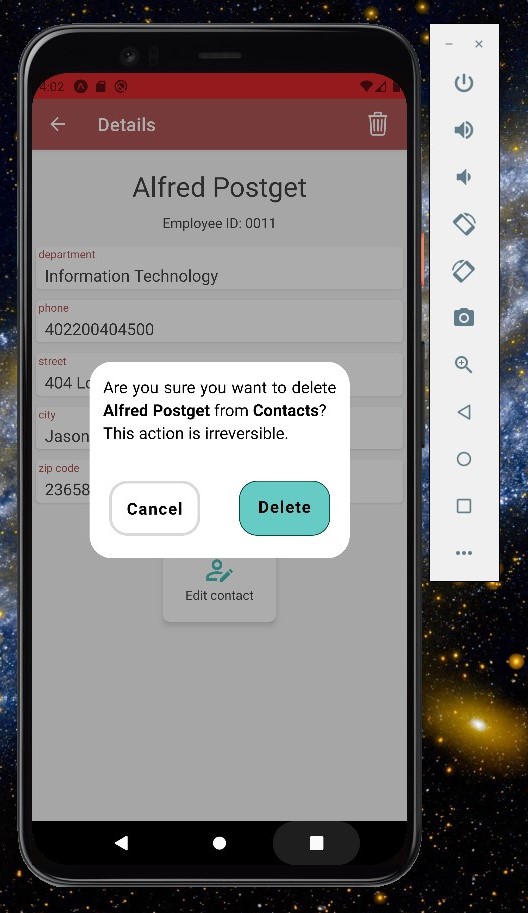 4:02
Details
Alfred Postget
Employee ID: 0011
department
Information Technology
phone
402200404500
street
404
city
Jason
zip code
23658
Are you sure you want to delete
Alfred Postget from Contacts?
This action is irreversible.
Cancel
Delete
Edit contact